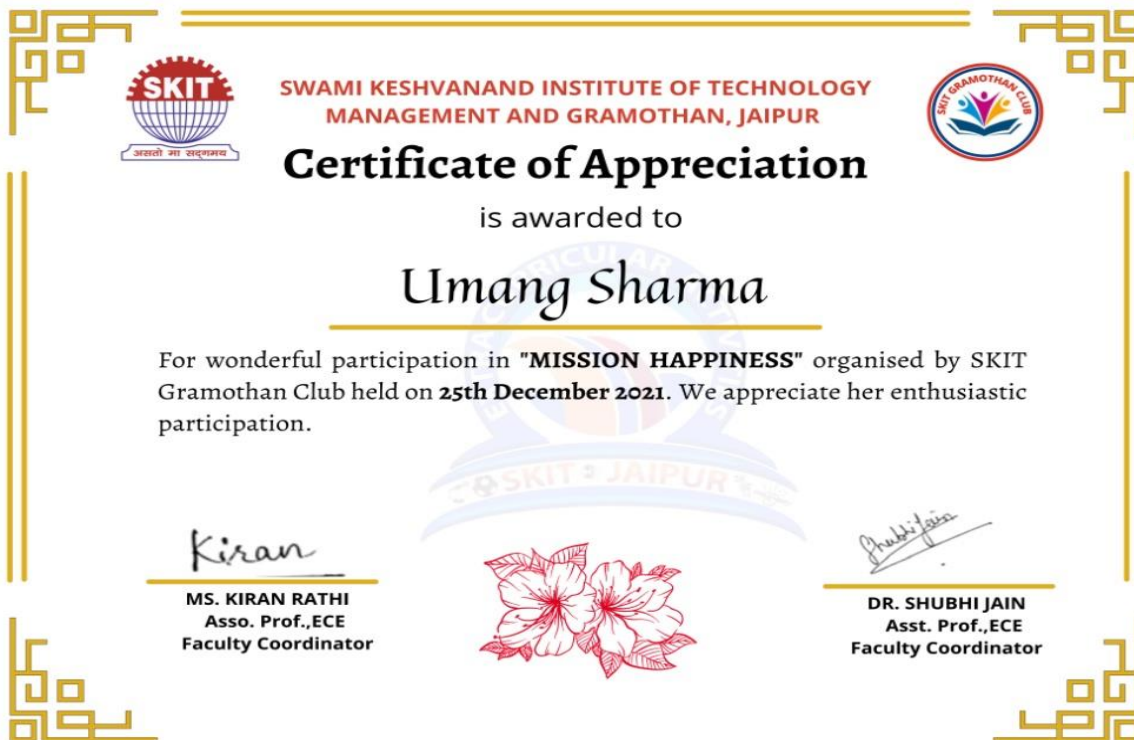 SKIT
असतो मा सद्गमय
SWAMI KESHVANAND INSTITUTE OF TECHNOLOGY
MANAGEMENT AND GRAMOTHAN, JAIPUR
SKIT GRAMOTHAN CLUB
Certificate of Appreciation
is awarded to
Umang Sharma
For wonderful participation in "MISSION HAPPINESS" organised by SKIT
Gramothan Club held on 25th December 2021. We appreciate her enthusiastic
participation.
SKIT JAIPUR
Kiran
Shubhi Jain
MS. KIRAN RATHI
Asso. Prof.,ECE
Faculty Coordinator
DR. SHUBHI JAIN
Asst. Prof.,ECE
Faculty Coordinator